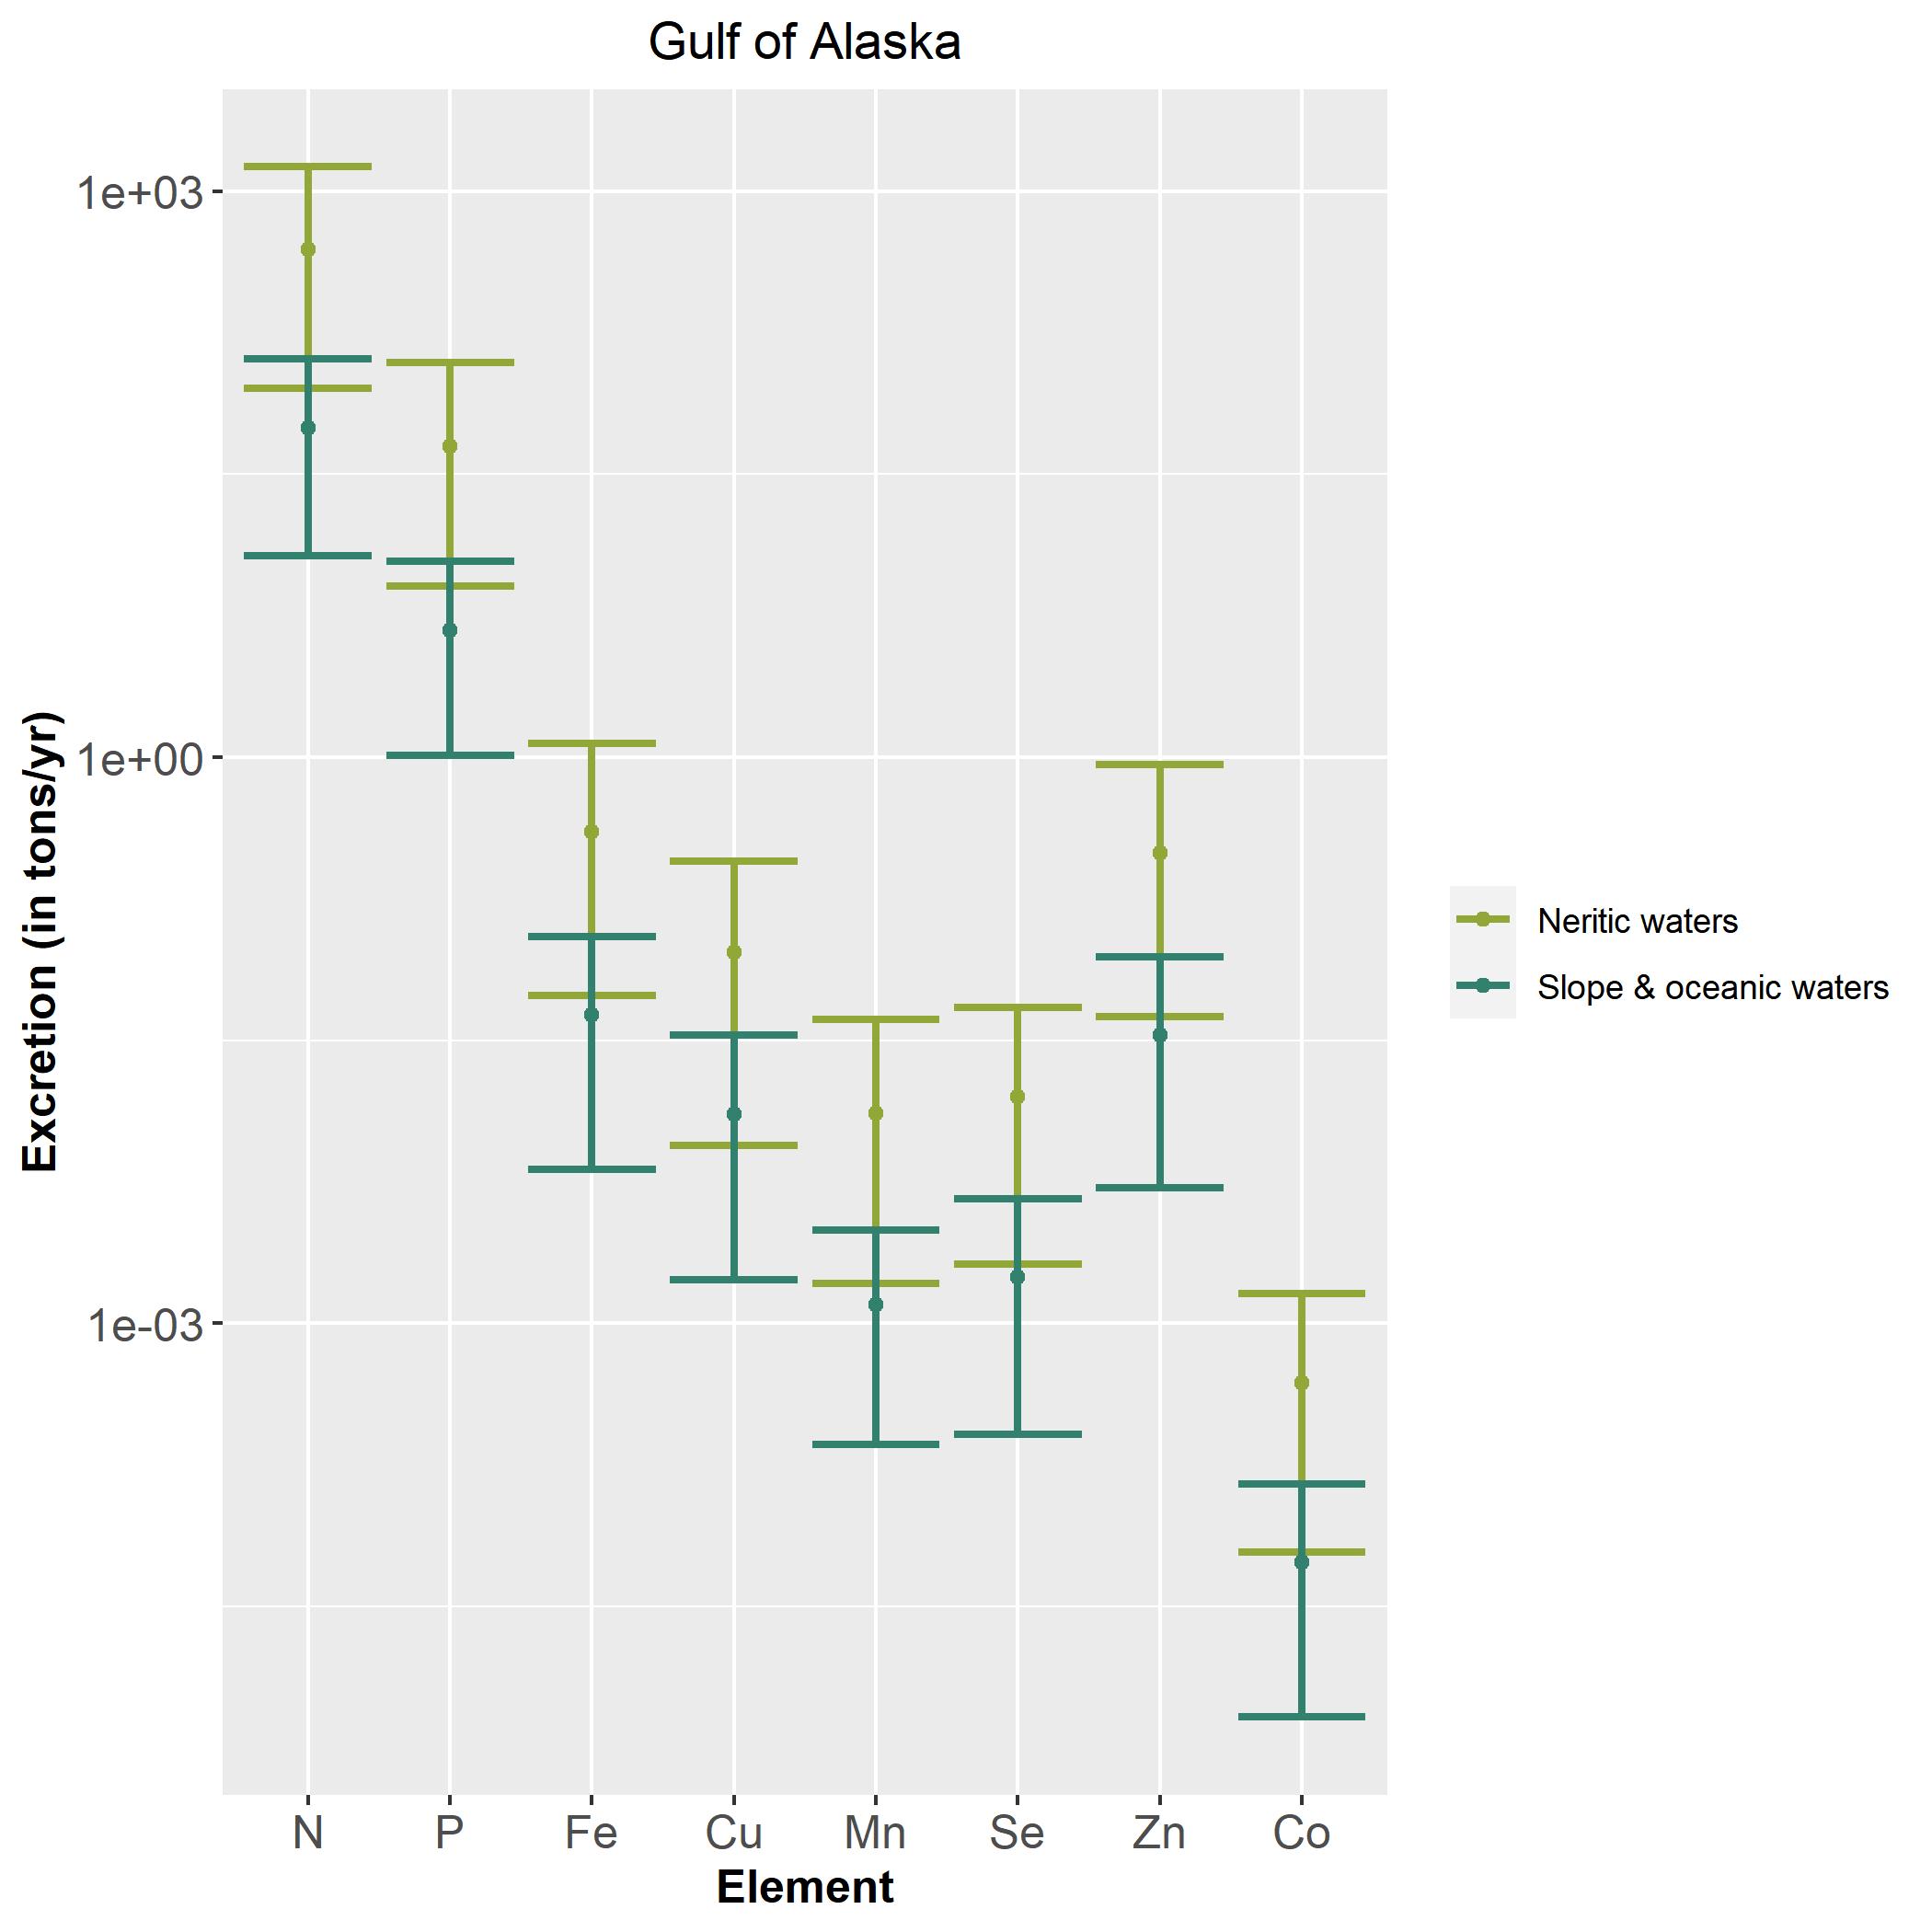 Gulf of Alaska
1e+03
1e+00
1e-03
Excretion (in tons/yr)
N P Fe Cu Mn Se Zn Co
Element
Neritic waters
Slope & oceanic waters